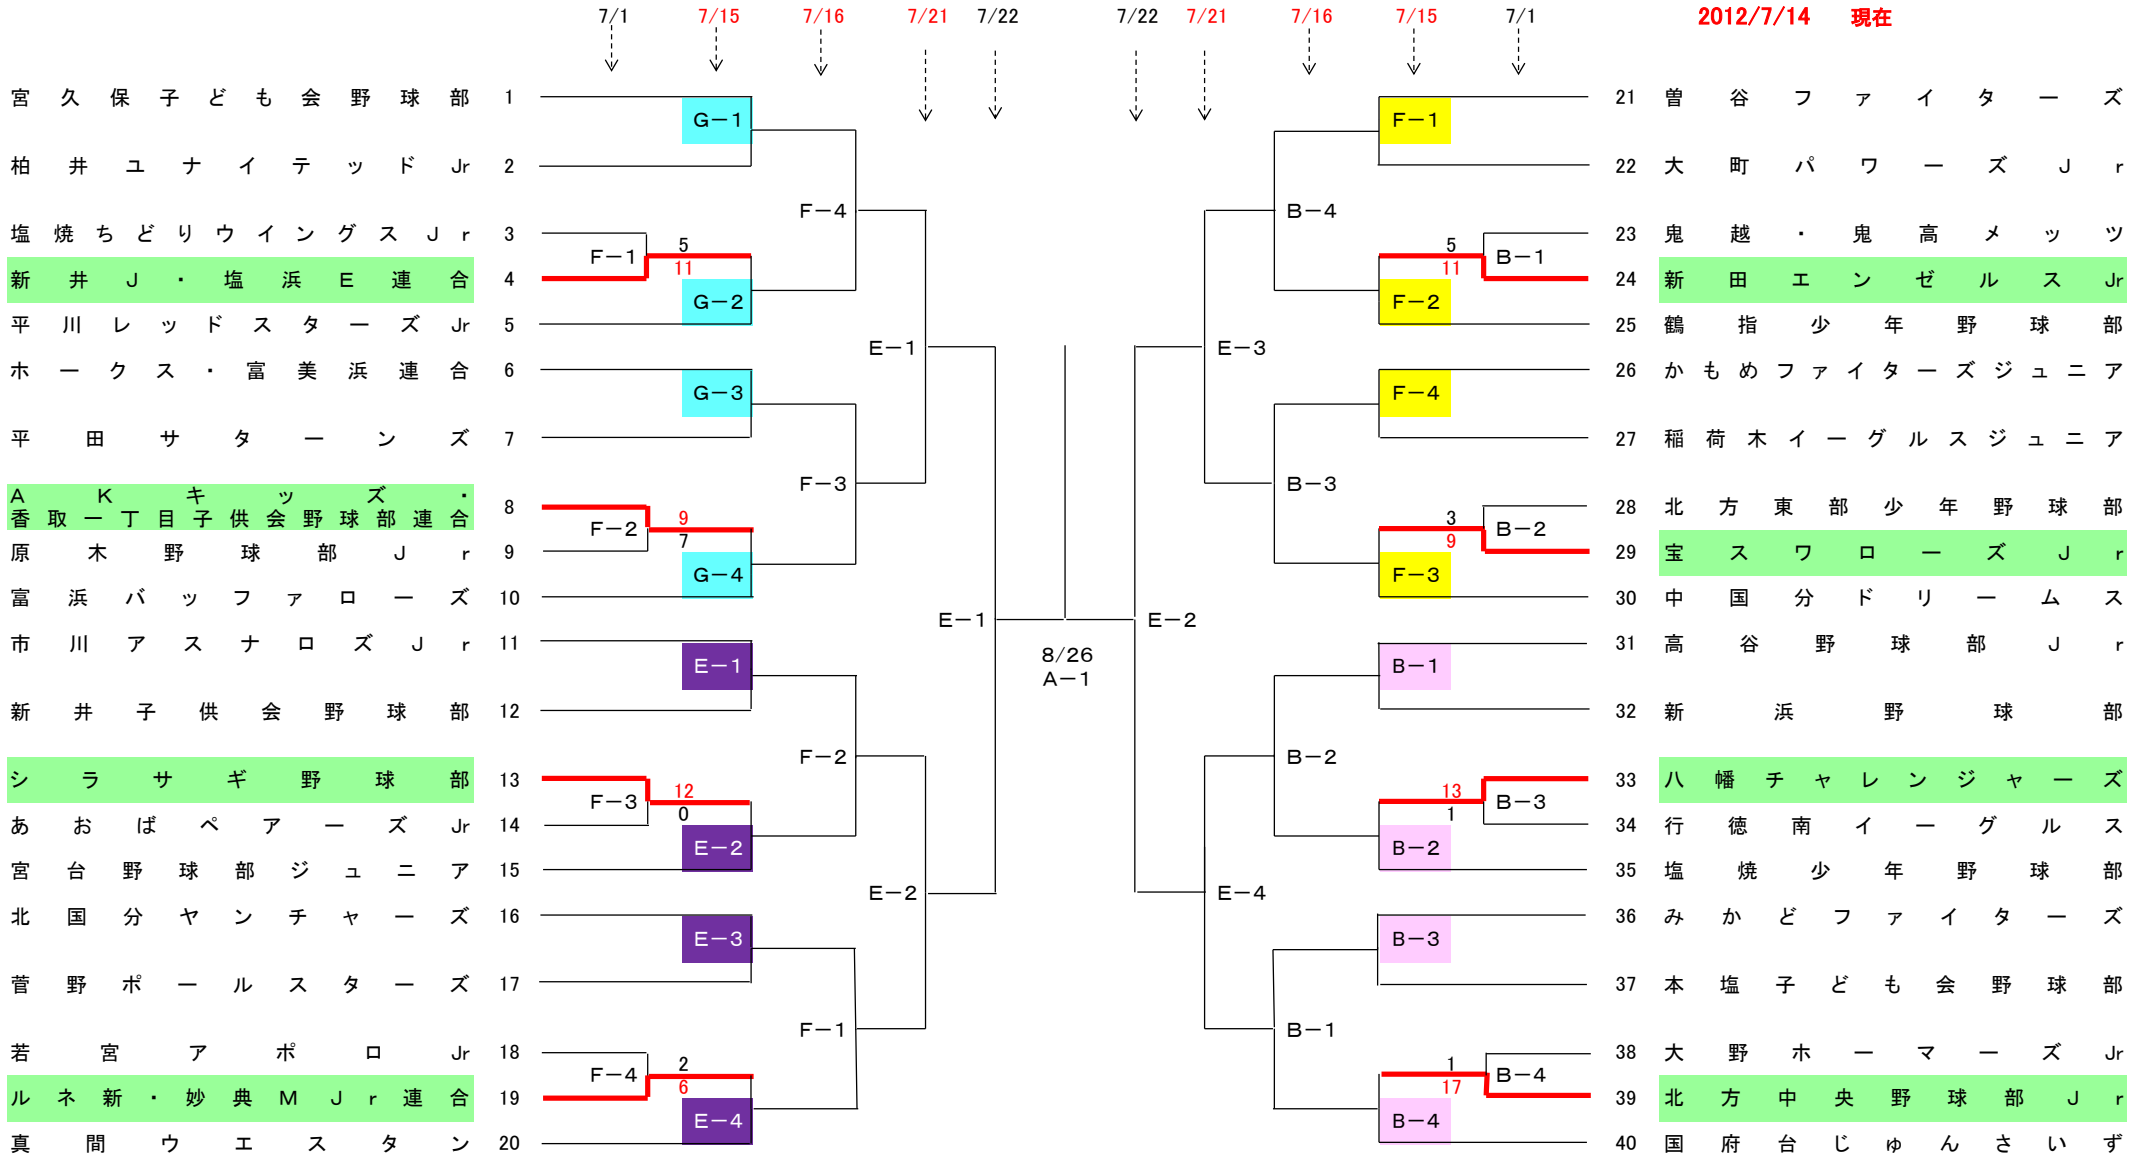 7/1 7/15 7/16 7/21 7/22 7/22 7/21 7/16 7/15 7/1 2012/7/14 現在
宮久保子ども会野球部 1
G－1
柏井ユナイテッドJr 2
F－4
塩焼ちどりウイングスJr 3
F－1 5
11
新井J・塩浜E連合 4
G－2
平川レッドスターズJr 5
E－1
ホークス・富美浜連合 6
G－3
平田サターンズ 7
F－3
AKキッズ・
香取一丁目子供会野球部連合 8
F－2 9
7
原木野球部Jr 9
G－4
富浜バッファローズ 10
E－1
市川アスナロズJr 11
E－1
新井子供会野球部 12
F－2
シラサギ野球部 13
F－3 12
0
あおばペアーズJr 14
E－2
宮台野球部ジュニア 15
E－2
北国分ヤンチャーズ 16
E－3
菅野ポールスターズ 17
F－1
若宮アポロJr 18
F－4 2
6
ルネ新・妙典MJr連合 19
E－4
真間ウエスタン 20
8/26
A－1
21 曽谷ファイターズ
F－1
22 大町パワーズJr
B－4
23 鬼越・鬼高メッツ
5 B－1
11
24 新田エンゼルスJr
F－2
25 鶴指少年野球部
E－3
26 かもめファイターズジュニア
F－4
27 稲荷木イーグルスジュニア
B－3
28 北方東部少年野球部
3 B－2
9
29 宝スワローズJr
F－3
30 中国分ドリームス
E－2
31 高谷野球部Jr
B－1
32 新浜野球部
B－2
33 八幡チャレンジャーズ
13 B－3
1
34 行徳南イーグルス
B－2
35 塩焼少年野球部
E－4
36 みかどファイターズ
B－3
37 本塩子ども会野球部
B－1
38 大野ホーマーズJr
1 B－4
17
39 北方中央野球部Jr
B－4
40 国府台じゅんさいず